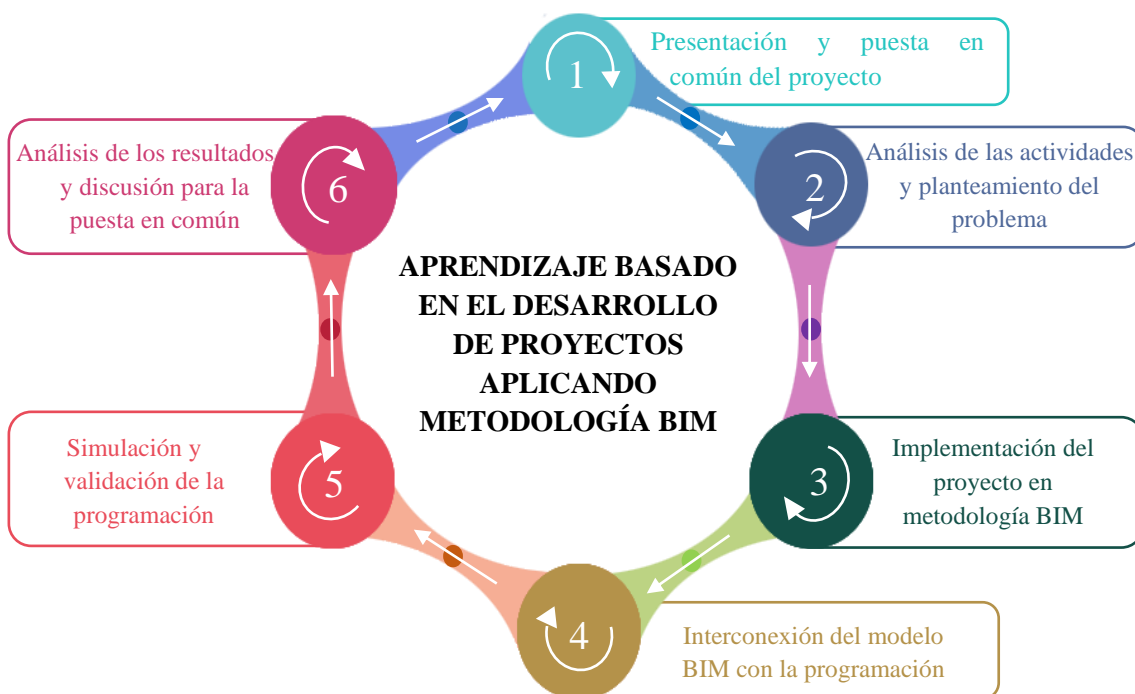 1
Presentación y puesta en
común del proyecto
2
Análisis de las actividades
y planteamiento del
problema
3
Implementación del
proyecto en
metodología BIM
4
Interconexión del modelo
BIM con la programación
5
Simulación y
validación de la
programación
6
Análisis de los resultados
y discusión para la
puesta en común
APRENDIZAJE BASADO
EN EL DESARROLLO
DE PROYECTOS
APLICANDO
METODOLOGÍA BIM